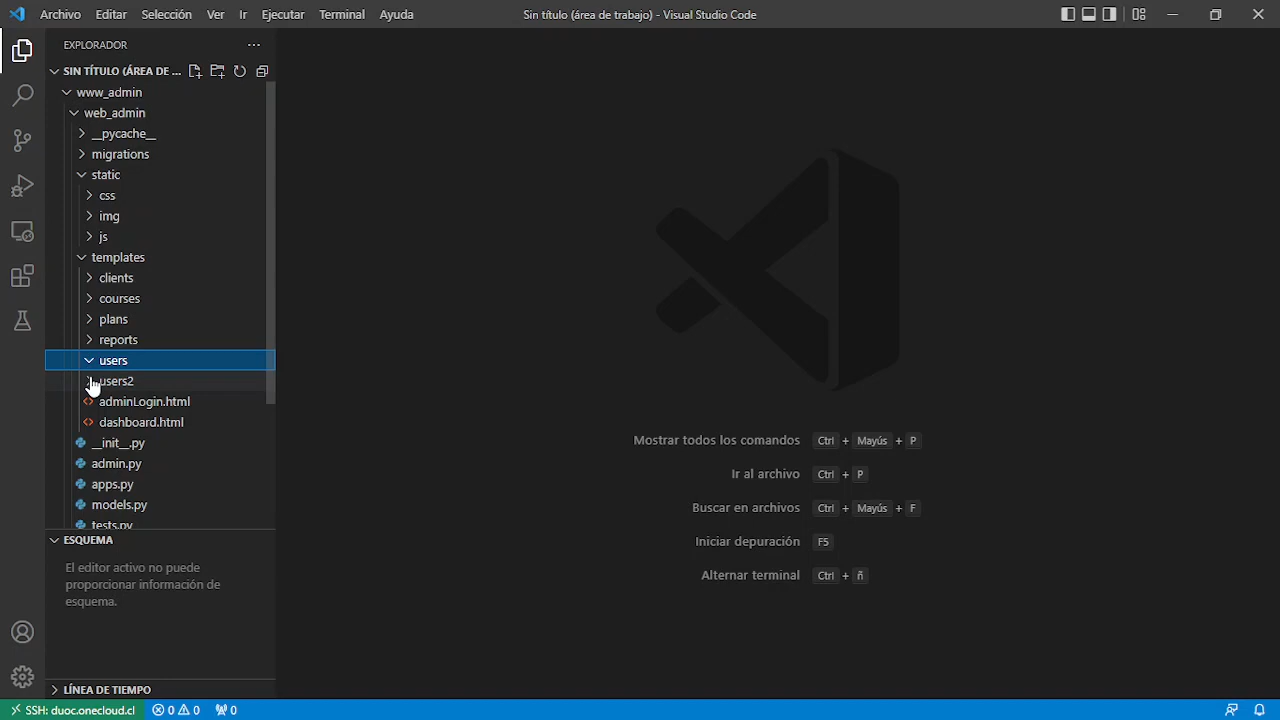 Archivo Editar Selección Ver Ir Ejecutar Terminal Ayuda Sin título (área de trabajo) - Visual Studio Code
EXPLORADOR
SIN TÍTULO (ÁREA DE ...
www_admin
web_admin
__pycache__
migrations
static
css
img
js
templates
clients
courses
plans
reports
users
users2
adminLogin.html
dashboard.html
__init__.py
admin.py
apps.py
models.py
tests.py
ESQUEMA
El editor activo no puede
proporcionar información de
esquema.
LÍNEA DE TIEMPO
Mostrar todos los comandos Ctrl + Mayús + P
Ir al archivo Ctrl + P
Buscar en archivos Ctrl + Mayús + F
Iniciar depuración F5
Alternar terminal Ctrl + ñ
SSH: duoc.onecloud.cl 0 0 0